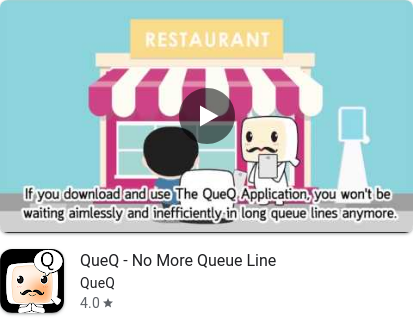 RESTAURANT
If you download and use The QueQ Application, you won't be
waiting aimlessly and inefficiently in long queue lines anymore.
Q
QueQ - No More Queue Line
QueQ
4.0★